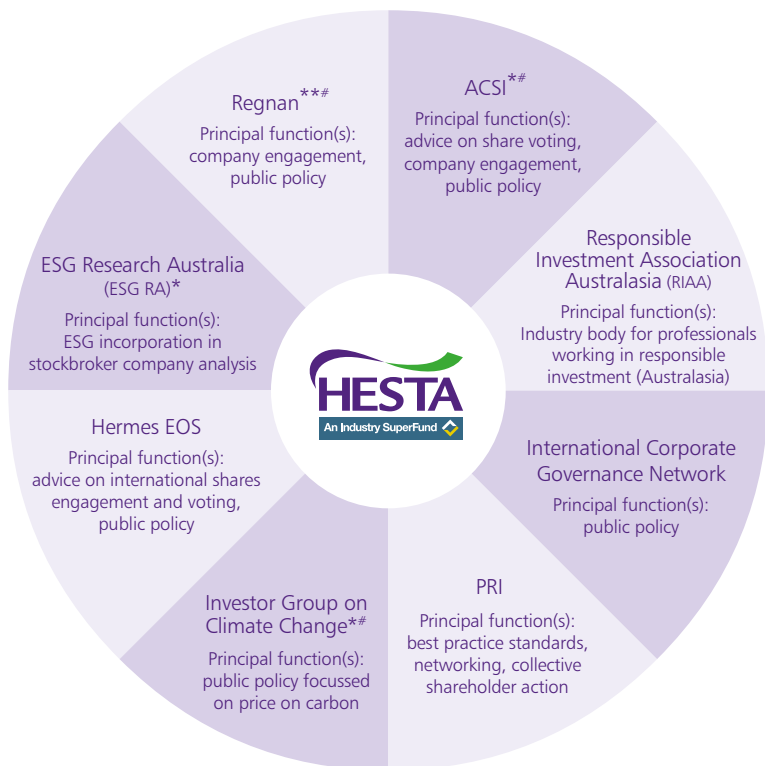 ACSI*#
Principal function(s):
advice on share voting,
company engagement,
public policy
Responsible
Investment Association
Australasia (RIAA)
Principal function(s):
Industry body for professionals
working in responsible
investment (Australasia)
International Corporate
Governance Network
Principal function(s):
public policy
PRI
Principal function(s):
best practice standards,
networking, collective
shareholder action
Investor Group on
Climate Change*#
Principal function(s):
public policy focussed
on price on carbon
Hermes EOS
Principal function(s):
advice on international shares
engagement and voting,
public policy
ESG Research Australia
(ESG RA)*
Principal function(s):
ESG incorporation in
stockbroker company analysis
Regnan**#
Principal function(s):
company engagement,
public policy
HESTA
An Industry SuperFund